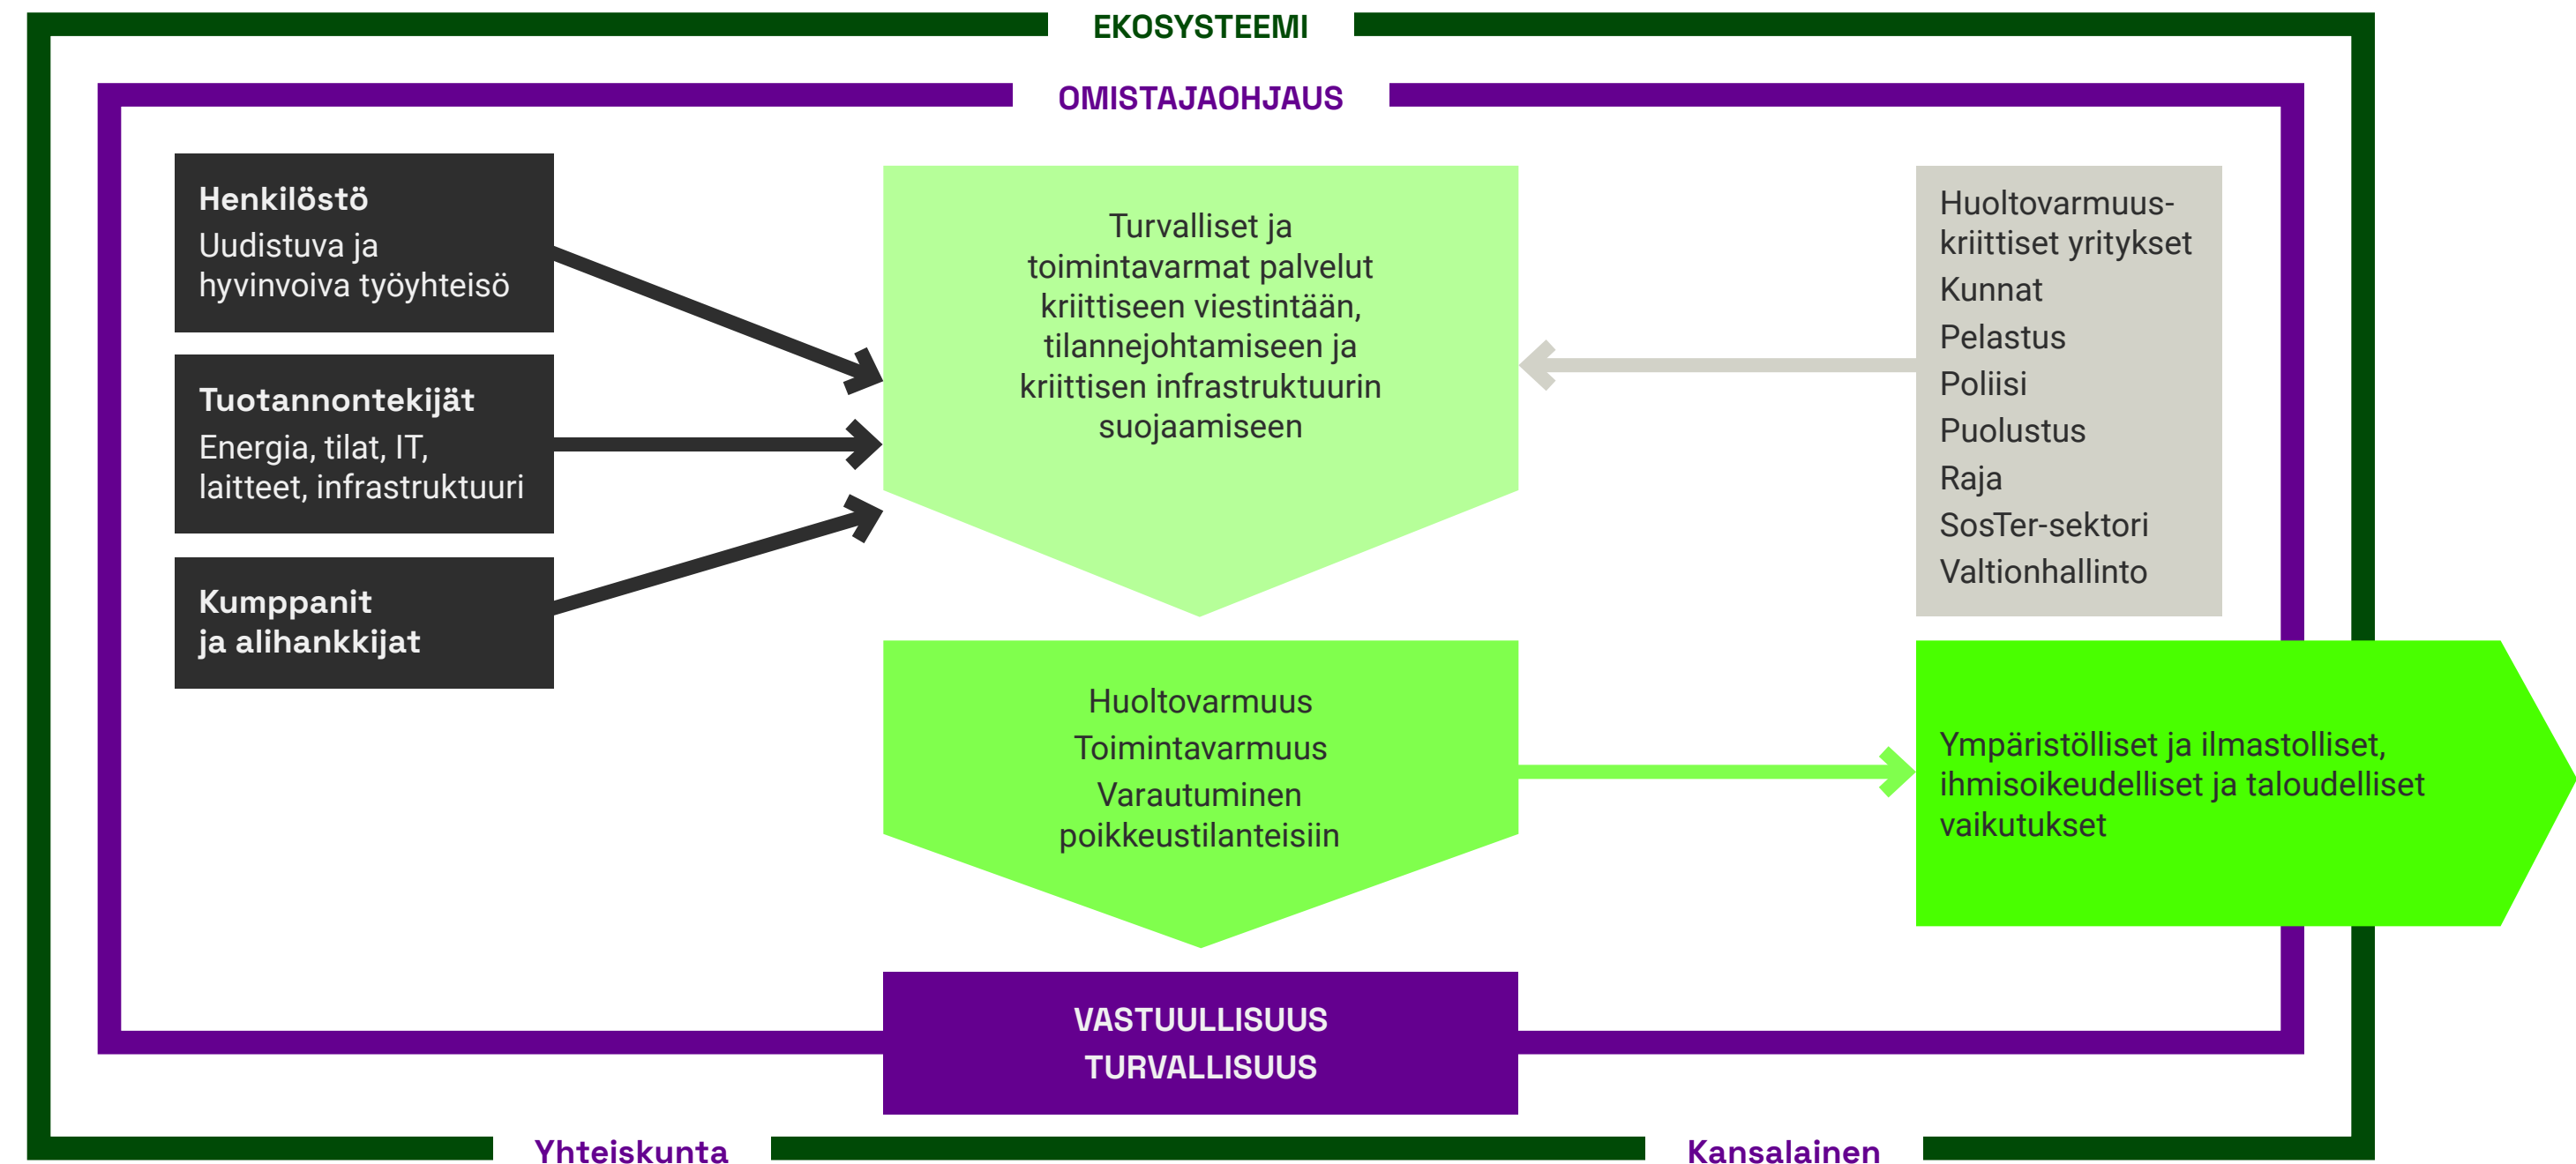 EKOSYSTEEMI
OMISTAJAOHJAUS
Henkilöstö
Uudistuva ja
hyvinvoiva työyhteisö
Tuotannontekijät
Energia, tilat, IT,
laitteet, infrastruktuuri
Kumppanit
ja alihankkijat
Turvalliset ja
toimintavarmat palvelut
kriittiseen viestintään,
tilannejohtamiseen ja
kriittisen infrastruktuurin
suojaamiseen
Huoltovarmuus-
kriittiset yritykset
Kunnat
Pelastus
Poliisi
Puolustus
Raja
SosTer-sektori
Valtionhallinto
Huoltovarmuus
Toimintavarmuus
Varautuminen
poikkeustilanteisiin
Ympäristölliset ja ilmastolliset,
ihmisoikeudelliset ja taloudelliset
vaikutukset
VASTUULLISUUS
TURVALLISUUS
Yhteiskunta
Kansalainen